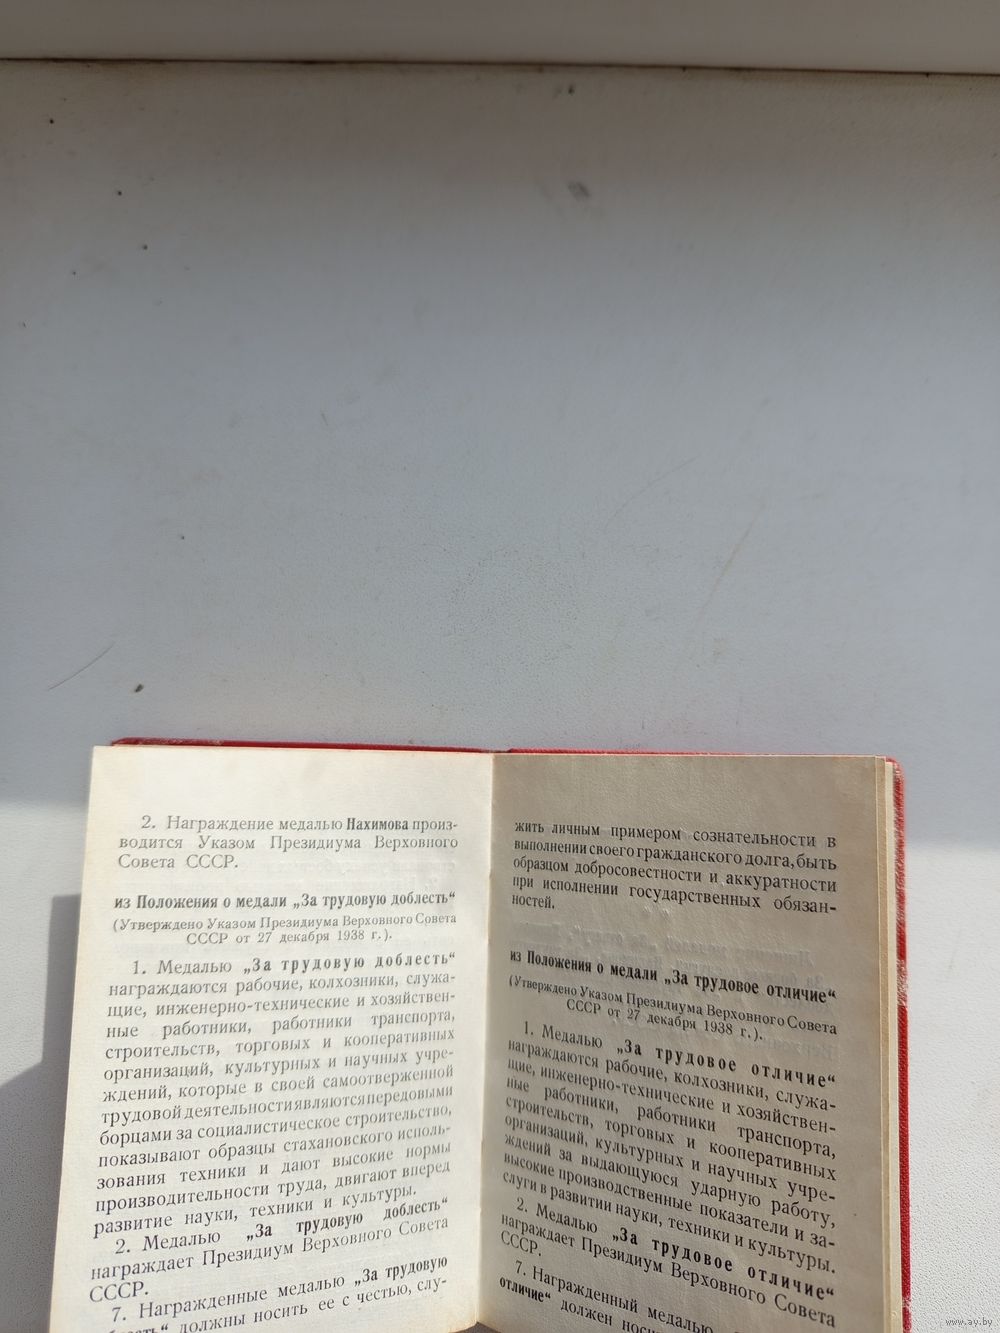 2. Награждение медалью Нахимова произ-
водится Указом Президиума Верховного
Совета СССР.
из Положения о медали „За трудовую доблесть“
(Утверждено Указом Президиума Верховного Совета
СССР от 27 декабря 1938 г.).
1. Медалью „За трудовую доблесть“
награждаются рабочие, колхозники, служа-
щие, инженерно-технические и хозяйствен-
ные работники, работники транспорта,
строительств, торговых и кооперативных
организаций, культурных и научных учре-
ждений, которые в своей самоотверженной
трудовой деятельности являются передовыми
борцами за социалистическое строительство,
показывают образцы стахановского исполь-
зования техники и дают высокие нормы
производительности труда, двигают вперед
развитие науки, техники и культуры.
2. Медалью „За трудовую доблесть“
награждает Президиум Верховного Совета
СССР.
7. Награжденные медалью „За трудовую
доблесть“ должны носить ее с честью, слу-
жить личным примером сознательности в
выполнении своего гражданского долга, быть
образцом добросовестности и аккуратности
при исполнении государственных обязан-
ностей.
из Положения о медали „За трудовое отличие“
(Утверждено Указом Президиума Верховного Совета
СССР от 27 декабря 1938 г.).
1. Медалью „За трудовое отличие“
награждаются рабочие, колхозники, служа-
щие, инженерно-технические и хозяйствен-
ные работники, работники транспорта,
строительств, торговых и кооперативных
организаций, культурных и научных учре-
ждений за выдающуюся ударную работу,
высокие производственные показатели и за-
слуги в развитии науки, техники и культуры.
2. Медалью „За трудовое отличие“
награждает Президиум Верховного Совета
СССР.
7. Награжденный медалью „За трудовое
отличие“ должен носить
www.ay.by